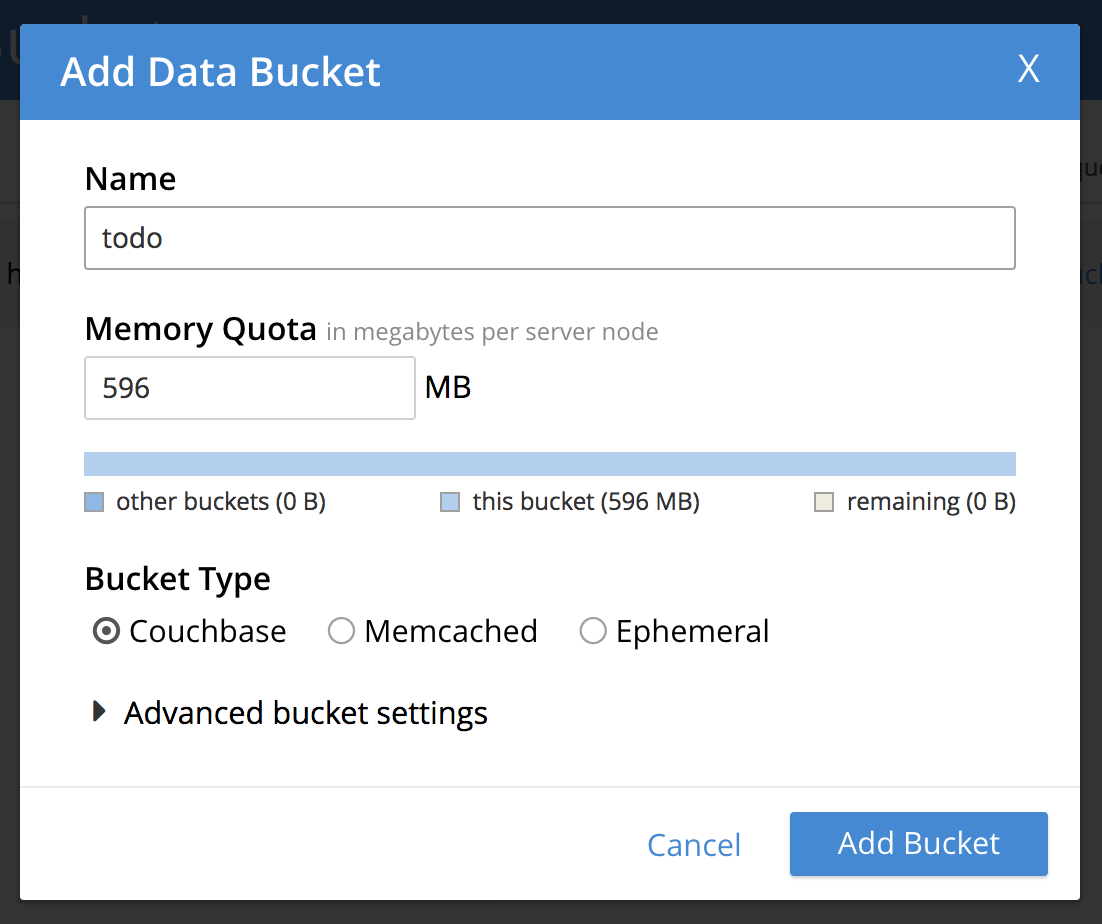 Add Data Bucket X
Name
todo
Memory Quota in megabytes per server node
596 MB
other buckets (0 B) this bucket (596 MB) remaining (0 B)
Bucket Type
Couchbase Memcached Ephemeral
Advanced bucket settings
Cancel Add Bucket